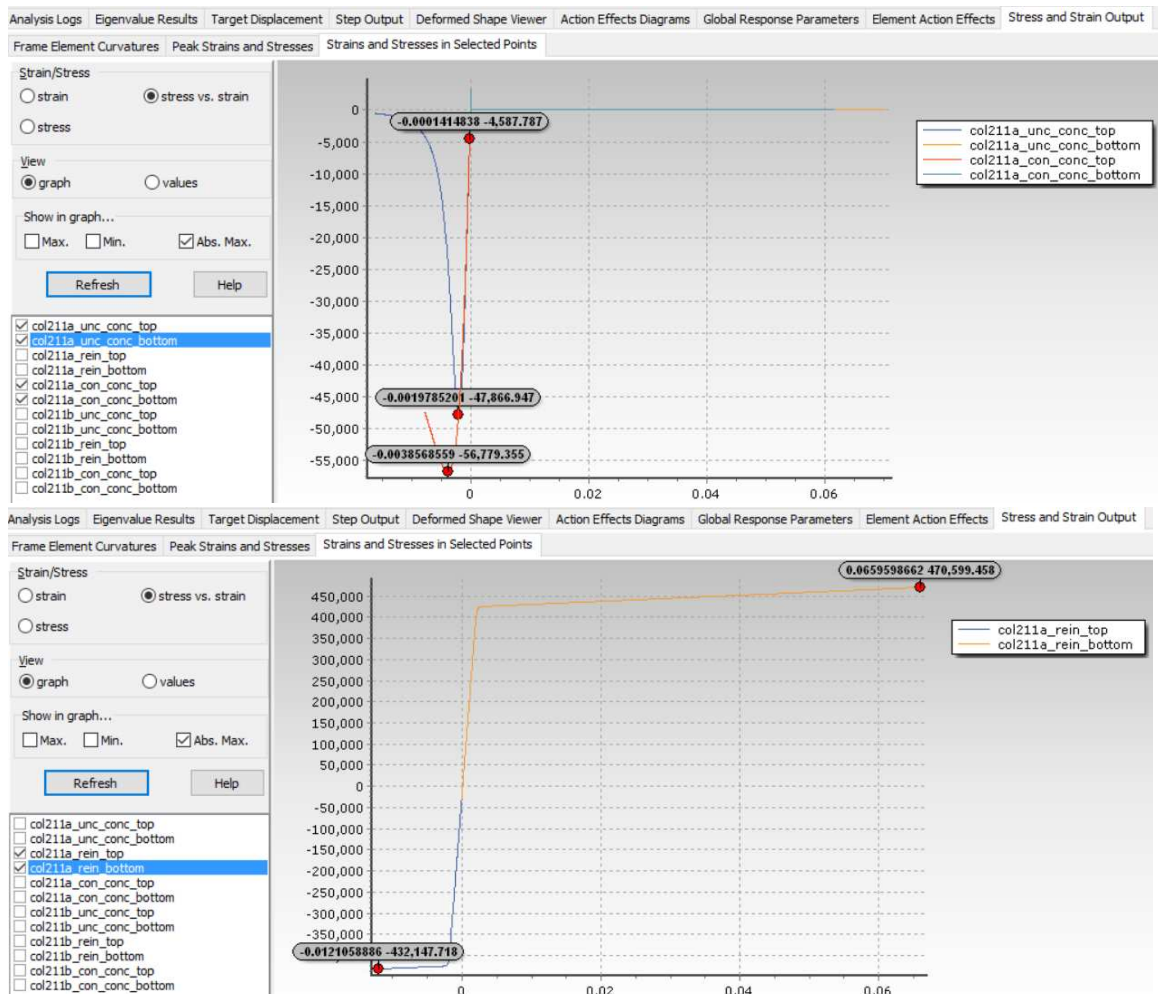 Analysis Logs Eigenvalue Results Target Displacement Step Output Deformed Shape Viewer Action Effects Diagrams Global Response Parameters Element Action Effects Stress and Strain Output
Frame Element Curvatures Peak Strains and Stresses Strains and Stresses in Selected Points
Strain/Stress
strain stress vs. strain
stress
View
graph values
Show in graph...
Max. Min. Abs. Max.
Refresh Help
col211a_unc_conc_top
col211a_unc_conc_bottom
col211a_rein_top
col211a_rein_bottom
col211a_con_conc_top
col211a_con_conc_bottom
col211b_unc_conc_top
col211b_unc_conc_bottom
col211b_rein_top
col211b_rein_bottom
col211b_con_conc_top
col211b_con_conc_bottom
0
-5,000
-10,000
-15,000
-20,000
-25,000
-30,000
-35,000
-40,000
-45,000
-50,000
-55,000
-0.0001414838 -4,587.787
-0.0019785201 -47,866.947
-0.0038568559 -56,779.355
0 0.02 0.04 0.06
col211a_unc_conc_top
col211a_unc_conc_bottom
col211a_con_conc_top
col211a_con_conc_bottom
Analysis Logs Eigenvalue Results Target Displacement Step Output Deformed Shape Viewer Action Effects Diagrams Global Response Parameters Element Action Effects Stress and Strain Output
Frame Element Curvatures Peak Strains and Stresses Strains and Stresses in Selected Points
Strain/Stress
strain stress vs. strain
stress
View
graph values
Show in graph...
Max. Min. Abs. Max.
Refresh Help
col211a_unc_conc_top
col211a_unc_conc_bottom
col211a_rein_top
col211a_rein_bottom
col211a_con_conc_top
col211a_con_conc_bottom
col211b_unc_conc_top
col211b_unc_conc_bottom
col211b_rein_top
col211b_rein_bottom
col211b_con_conc_top
col211b_con_conc_bottom
0.0659598662 470,599.458
450,000
400,000
350,000
300,000
250,000
200,000
150,000
100,000
50,000
0
-50,000
-100,000
-150,000
-200,000
-250,000
-300,000
-350,000
-0.0121058886 -432,147.718
0 0.02 0.04 0.06
col211a_rein_top
col211a_rein_bottom